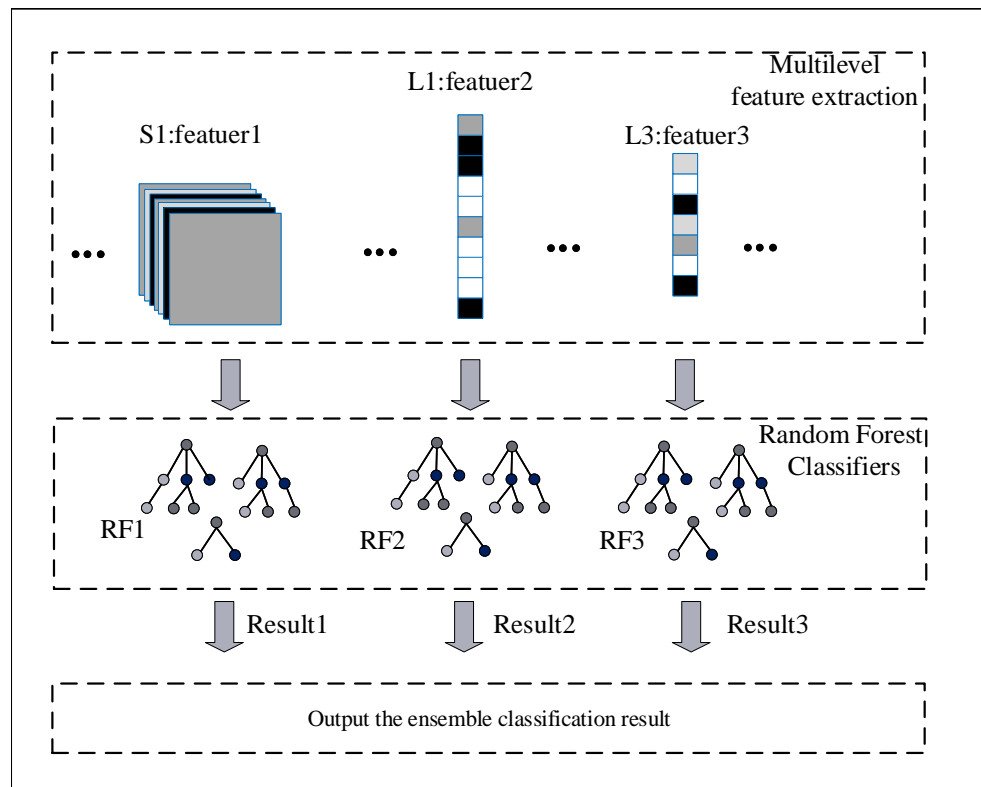 Multilevel
feature extraction
L1:featuer2
S1:featuer1
L3:featuer3
Random Forest
Classifiers
RF1
RF2
RF3
Result1
Result2
Result3
Output the ensemble classification result